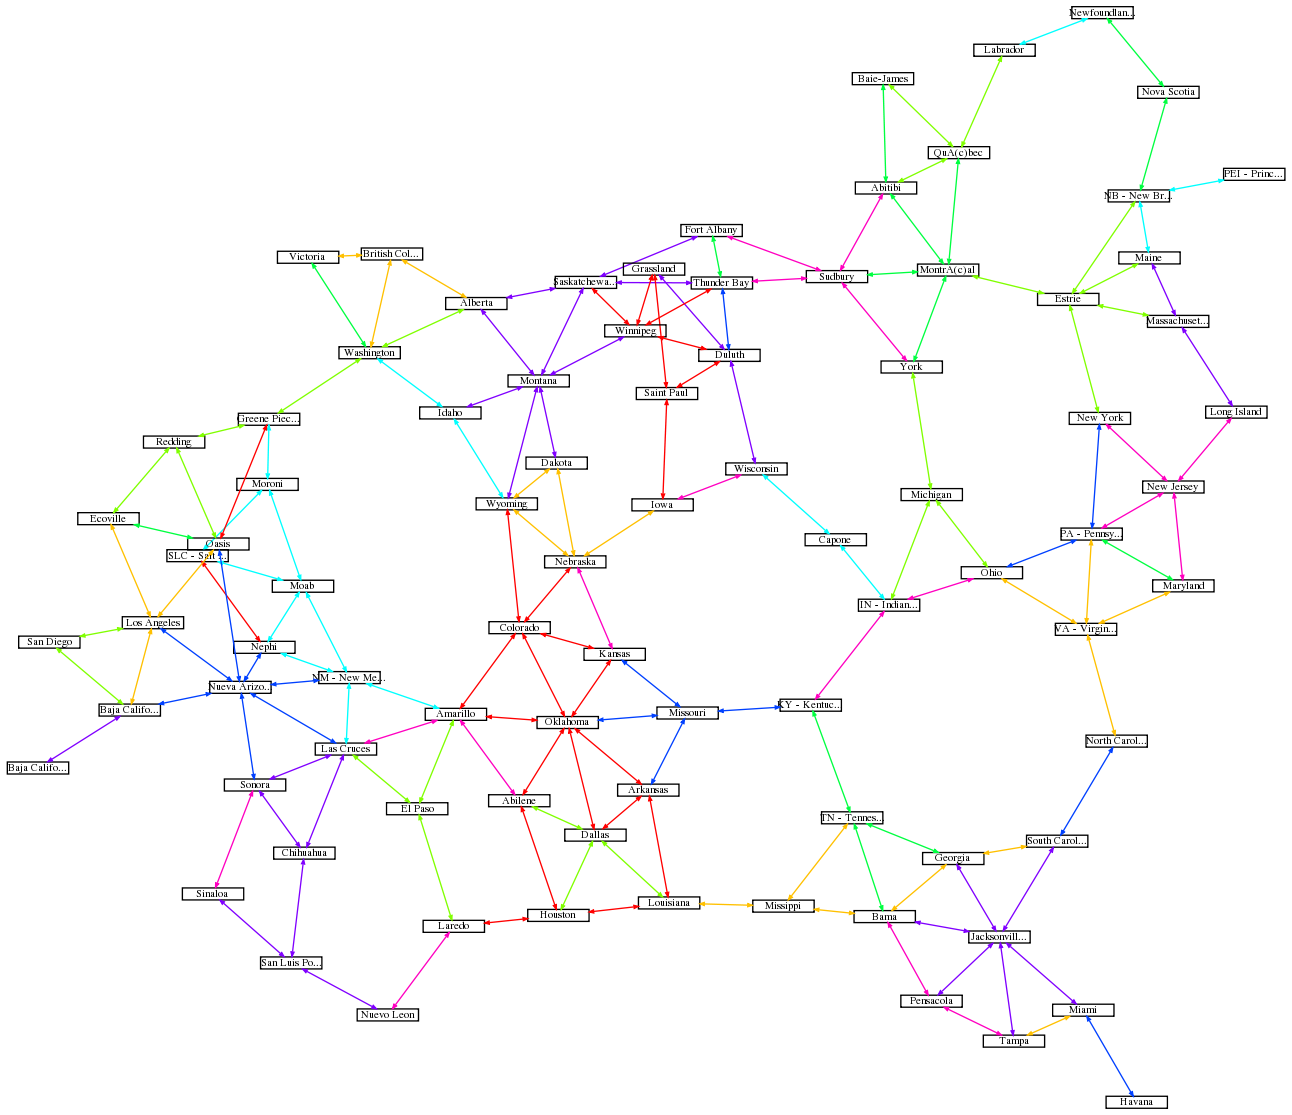 Newfoundlan...
Labrador
Baie-James
Nova Scotia
QuÃ(c)bec
PEI - Princ...
Abitibi
NB - New Br...
Fort Albany
Victoria
British Col...
Maine
Grassland
MontrÃ(c)al
Sudbury
Saskatchewa...
Thunder Bay
Alberta
Estrie
Massachuset...
Winnipeg
Washington
Duluth
York
Montana
Saint Paul
Idaho
Long Island
Greene Piec...
New York
Redding
Dakota
Wisconsin
Moroni
New Jersey
Michigan
Wyoming
Iowa
Ecoville
PA - Pennsy...
Capone
Oasis
SLC - Salt ...
Nebraska
Ohio
Moab
Maryland
IN - Indian...
Los Angeles
Colorado
VA - Virgin...
San Diego
Nephi
Kansas
NM - New Me...
Nueva Arizo...
KY - Kentuc...
Baja Califo...
Amarillo
Missouri
Oklahoma
North Carol...
Las Cruces
Baja Califo...
Sonora
Arkansas
Abilene
El Paso
TN - Tennes...
Dallas
South Carol...
Chihuahua
Georgia
Sinaloa
Louisiana
Missippi
Houston
Bama
Laredo
Jacksonvill...
San Luis Po...
Pensacola
Miami
Nuevo Leon
Tampa
Havana